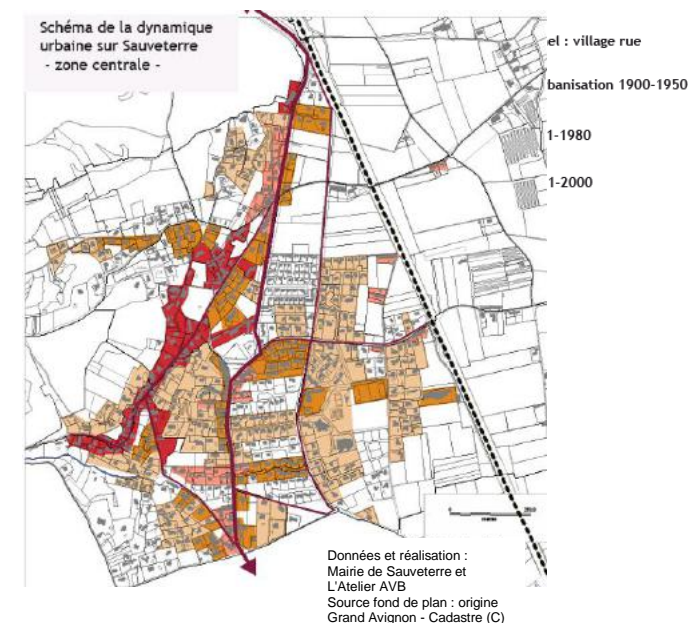 Schéma de la dynamique
urbaine sur Sauveterre
- zone centrale -
el : village rue
banisation 1900-1950
1-1980
1-2000
Données et réalisation :
Mairie de Sauveterre et
L'Atelier AVB
Source fond de plan : origine
Grand Avignon - Cadastre (C)